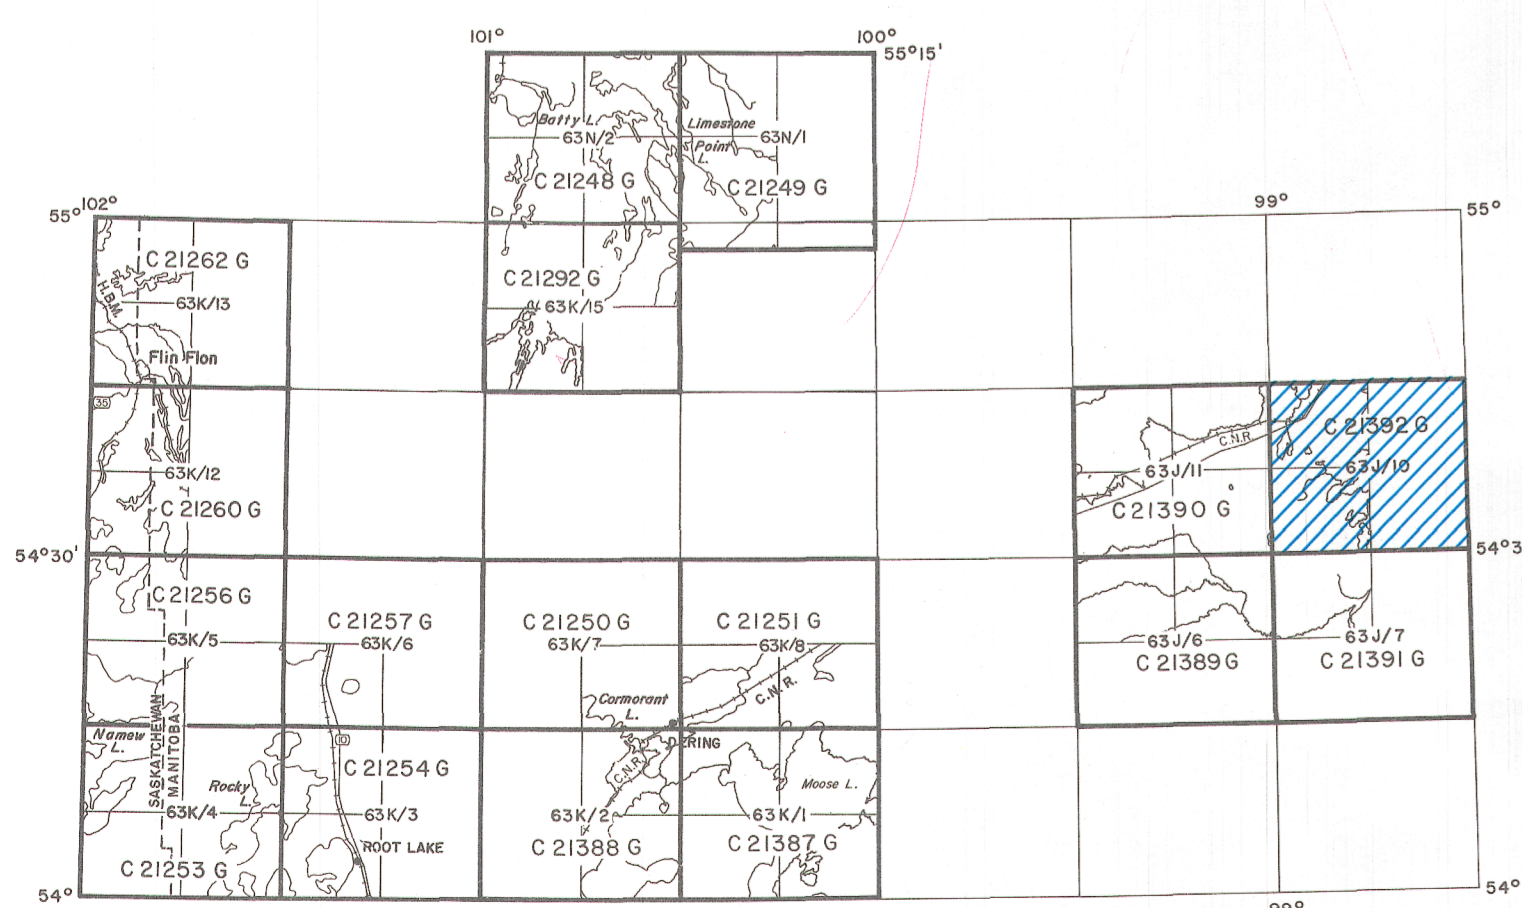 101°
100°
55°15'
Batty L.
63N/2
C 21248 G
Limestone
Point
L.
63N/1
C 21249 G
55°
102°
99°
55°
C 21262 G
H.B.M.
63K/13
Flin Flon
C 21292 G
63K/15
35
63K/12
C 21260 G
C.N.R.
63J/11
C 21390 G
C 21392 G
63J/10
54°30'
54°3
C 21256 G
63K/5
C 21257 G
63K/6
C 21250 G
63K/7
C 21251 G
63K/8
63J/6
C 21389 G
63J/7
C 21391 G
Cormorant
L.
C.N.R.
DERING
Namew
L.
SASKATCHEWAN
MANITOBA
Rocky
L.
63K/4
C 21253 G
10
C 21254 G
63K/3
ROOT LAKE
C.N.R.
63K/2
C 21388 G
Moose L.
63K/1
C 21387 G
54°
54°